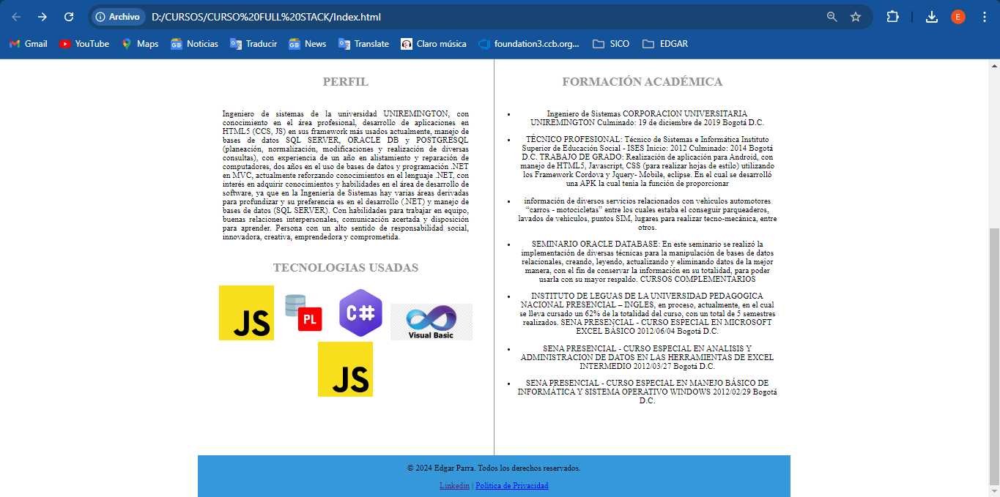 Archivo
D:/CURSOS/CURSO%20FULL%20STACK/Index.html
E
Gmail
YouTube
Maps
Noticias
Traducir
News
Translate
Claro música
foundation3.ccb.org...
SICO
EDGAR
PERFIL
Ingeniero de sistemas de la universidad UNIREMINGTON, con
conocimiento en el área profesional, desarrollo de aplicaciones en
HTML5 (CCS, JS) en sus framework más usados actualmente, manejo de
bases de datos SQL SERVER, ORACLE DB y POSTGRESQL
(planeación, normalización, modificaciones y realización de diversas
consultas), con experiencia de un año en alistamiento y reparación de
computadores, dos años en el uso de bases de datos y programación .NET
en MVC, actualmente reforzando conocimientos en el lenguaje .NET, con
interés en adquirir conocimientos y habilidades en el área de desarrollo de
software, ya que en la Ingeniería de Sistemas hay varias áreas derivadas
para profundizar y su preferencia es en el desarrollo (.NET) y manejo de
bases de datos (SQL SERVER). Con habilidades para trabajar en equipo,
buenas relaciones interpersonales, comunicación acertada y disposición
para aprender. Persona con un alto sentido de responsabilidad social,
innovadora, creativa, emprendedora y comprometida.
TECNOLOGIAS USADAS
JS
PL
C#
Visual Basic
JS
FORMACIÓN ACADÉMICA
• Ingeniero de Sistemas CORPORACION UNIVERSITARIA
UNIREMINGTON Culminado: 19 de diciembre de 2019 Bogotá D.C.
• TÉCNICO PROFESIONAL: Técnico de Sistemas e Informática Instituto
Superior de Educación Social - ISES Inicio: 2012 Culminado: 2014 Bogotá
D.C. TRABAJO DE GRADO: Realización de aplicación para Android, con
manejo de HTML5, Javascript, CSS (para realizar hojas de estilo) utilizando
los Framework Cordova y Jquery- Mobile, eclipse. En el cual se desarrolló
una APK la cual tenía la función de proporcionar
• información de diversos servicios relacionados con vehículos automotores
“carros - motocicletas” entre los cuales estaba el conseguir parqueaderos,
lavados de vehículos, puntos SIM, lugares para realizar tecno-mecánica, entre
otros.
• SEMINARIO ORACLE DATABASE: En este seminario se realizó la
implementación de diversas técnicas para la manipulación de bases de datos
relacionales, creando, leyendo, actualizando y eliminando datos de la mejor
manera, con el fin de conservar la información en su totalidad, para poder
usarla con su mayor respaldo. CURSOS COMPLEMENTARIOS
• INSTITUTO DE LEGUAS DE LA UNIVERSIDAD PEDAGOGICA
NACIONAL PRESENCIAL – INGLES, en proceso, actualmente, en el cual
se lleva cursado un 62% de la totalidad del curso, con un total de 5 semestres
realizados. SENA PRESENCIAL - CURSO ESPECIAL EN MICROSOFT
EXCEL BÁSICO 2012/06/04 Bogotá D.C.
• SENA PRESENCIAL - CURSO ESPECIAL EN ANALISIS Y
ADMINISTRACION DE DATOS EN LAS HERRAMIENTAS DE EXCEL
INTERMEDIO 2012/03/27 Bogotá D.C.
• SENA PRESENCIAL - CURSO ESPECIAL EN MANEJO BÁSICO DE
INFORMÁTICA Y SISTEMA OPERATIVO WINDOWS 2012/02/29 Bogotá
D.C.
© 2024 Edgar Parra. Todos los derechos reservados.
Linkedin | Política de Privacidad